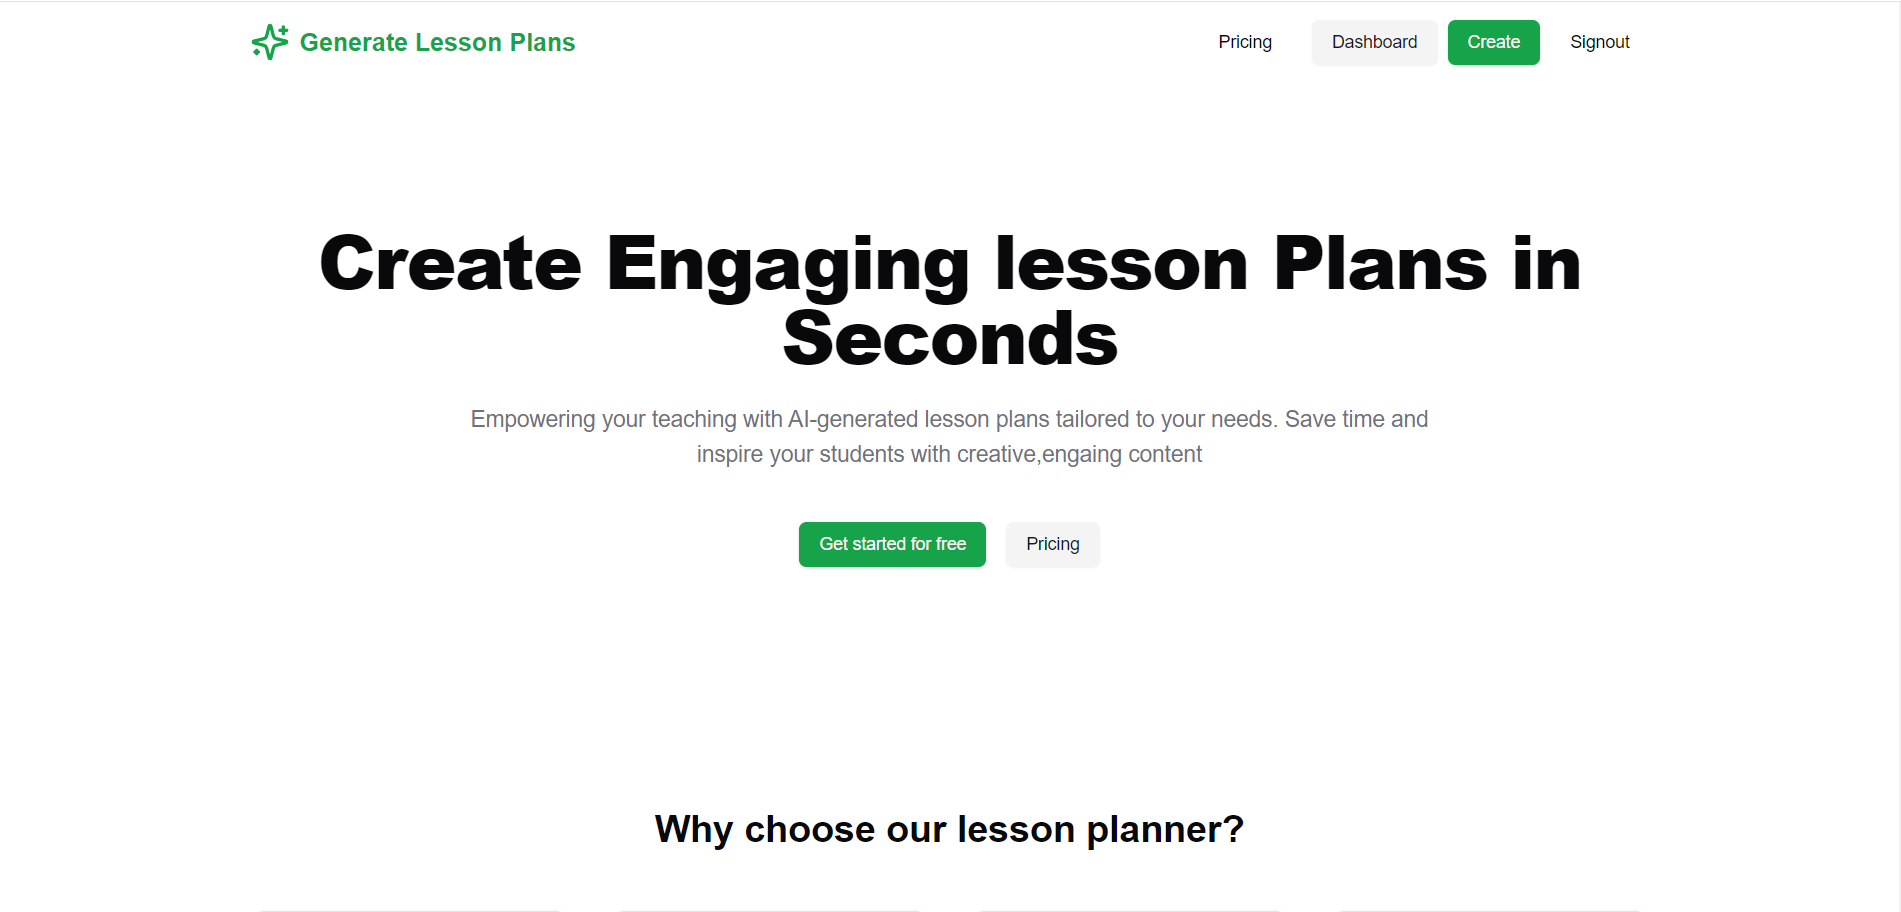 Generate Lesson Plans
Pricing
Dashboard
Create
Signout
Create Engaging lesson Plans in
Seconds
Empowering your teaching with AI-generated lesson plans tailored to your needs. Save time and
inspire your students with creative,engaing content
Get started for free
Pricing
Why choose our lesson planner?